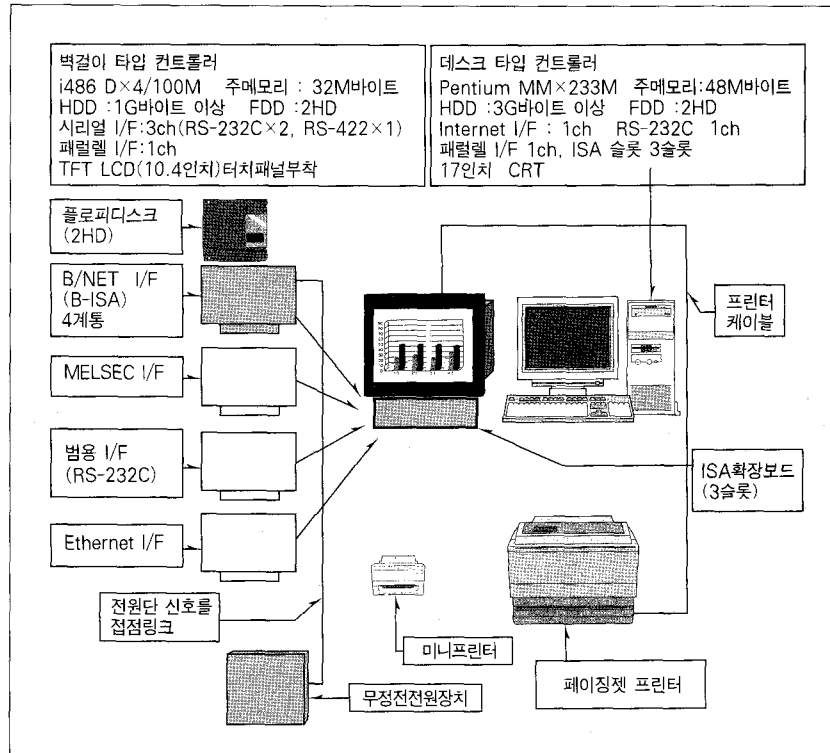 벽걸이 타입 컨트롤러
i486 D×4/100M 주메모리 : 32M바이트
HDD :1G바이트 이상 FDD :2HD
시리얼 I/F:3ch(RS-232C×2, RS-422×1)
패럴렐 I/F:1ch
TFT LCD(10.4인치)터치패널부착
데스크 타입 컨트롤러
Pentium MM×233M 주메모리:48M바이트
HDD :3G바이트 이상 FDD :2HD
Internet I/F : 1ch RS-232C 1ch
패럴렐 I/F 1ch, ISA 슬롯 3슬롯
17인치 CRT
플로피디스크
(2HD)
B/NET I/F
(B-ISA)
4계통
MELSEC I/F
범용 I/F
(RS-232C)
Ethernet I/F
전원단 신호를
접점링크
무정전전원장치
미니프린터
페이징젯 프린터
프린터
케이블
ISA확장보드
(3슬롯)